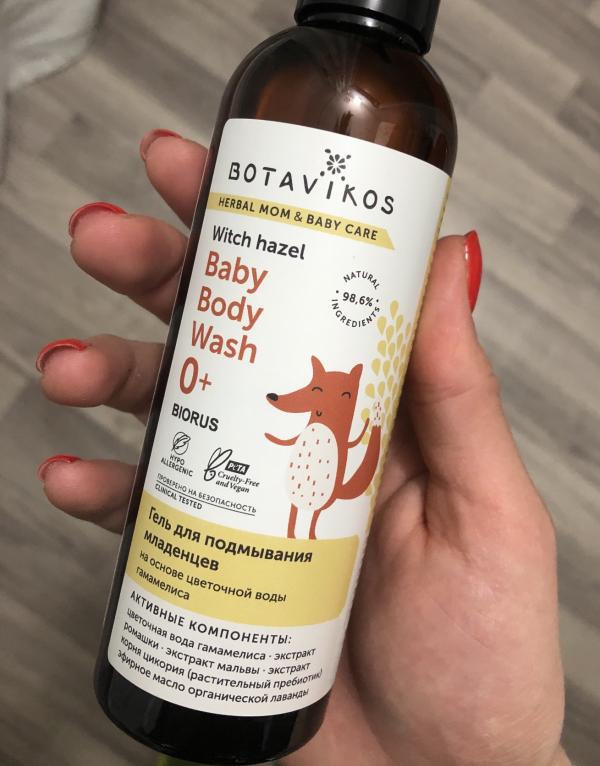 BOTAVIKOS
HERBAL MOM & BABY CARE
Witch hazel
Baby
Body
Wash
0+
NATURAL
98,6%
INGREDIENTS
BIORUS
HYPO
ALLERGENIC
PETA
Cruelty-Free
and Vegan
ПРОВЕРЕНО НА БЕЗОПАСНОСТЬ
CLINICAL TESTED
Гель для подмывания
младенцев
на основе цветочной воды
гамамелиса
АКТИВНЫЕ КОМПОНЕНТЫ:
цветочная вода гамамелиса · экстракт
ромашки · экстракт мальвы · экстракт
корня цикория (растительный пребиотик)
эфирное масло органической лаванды